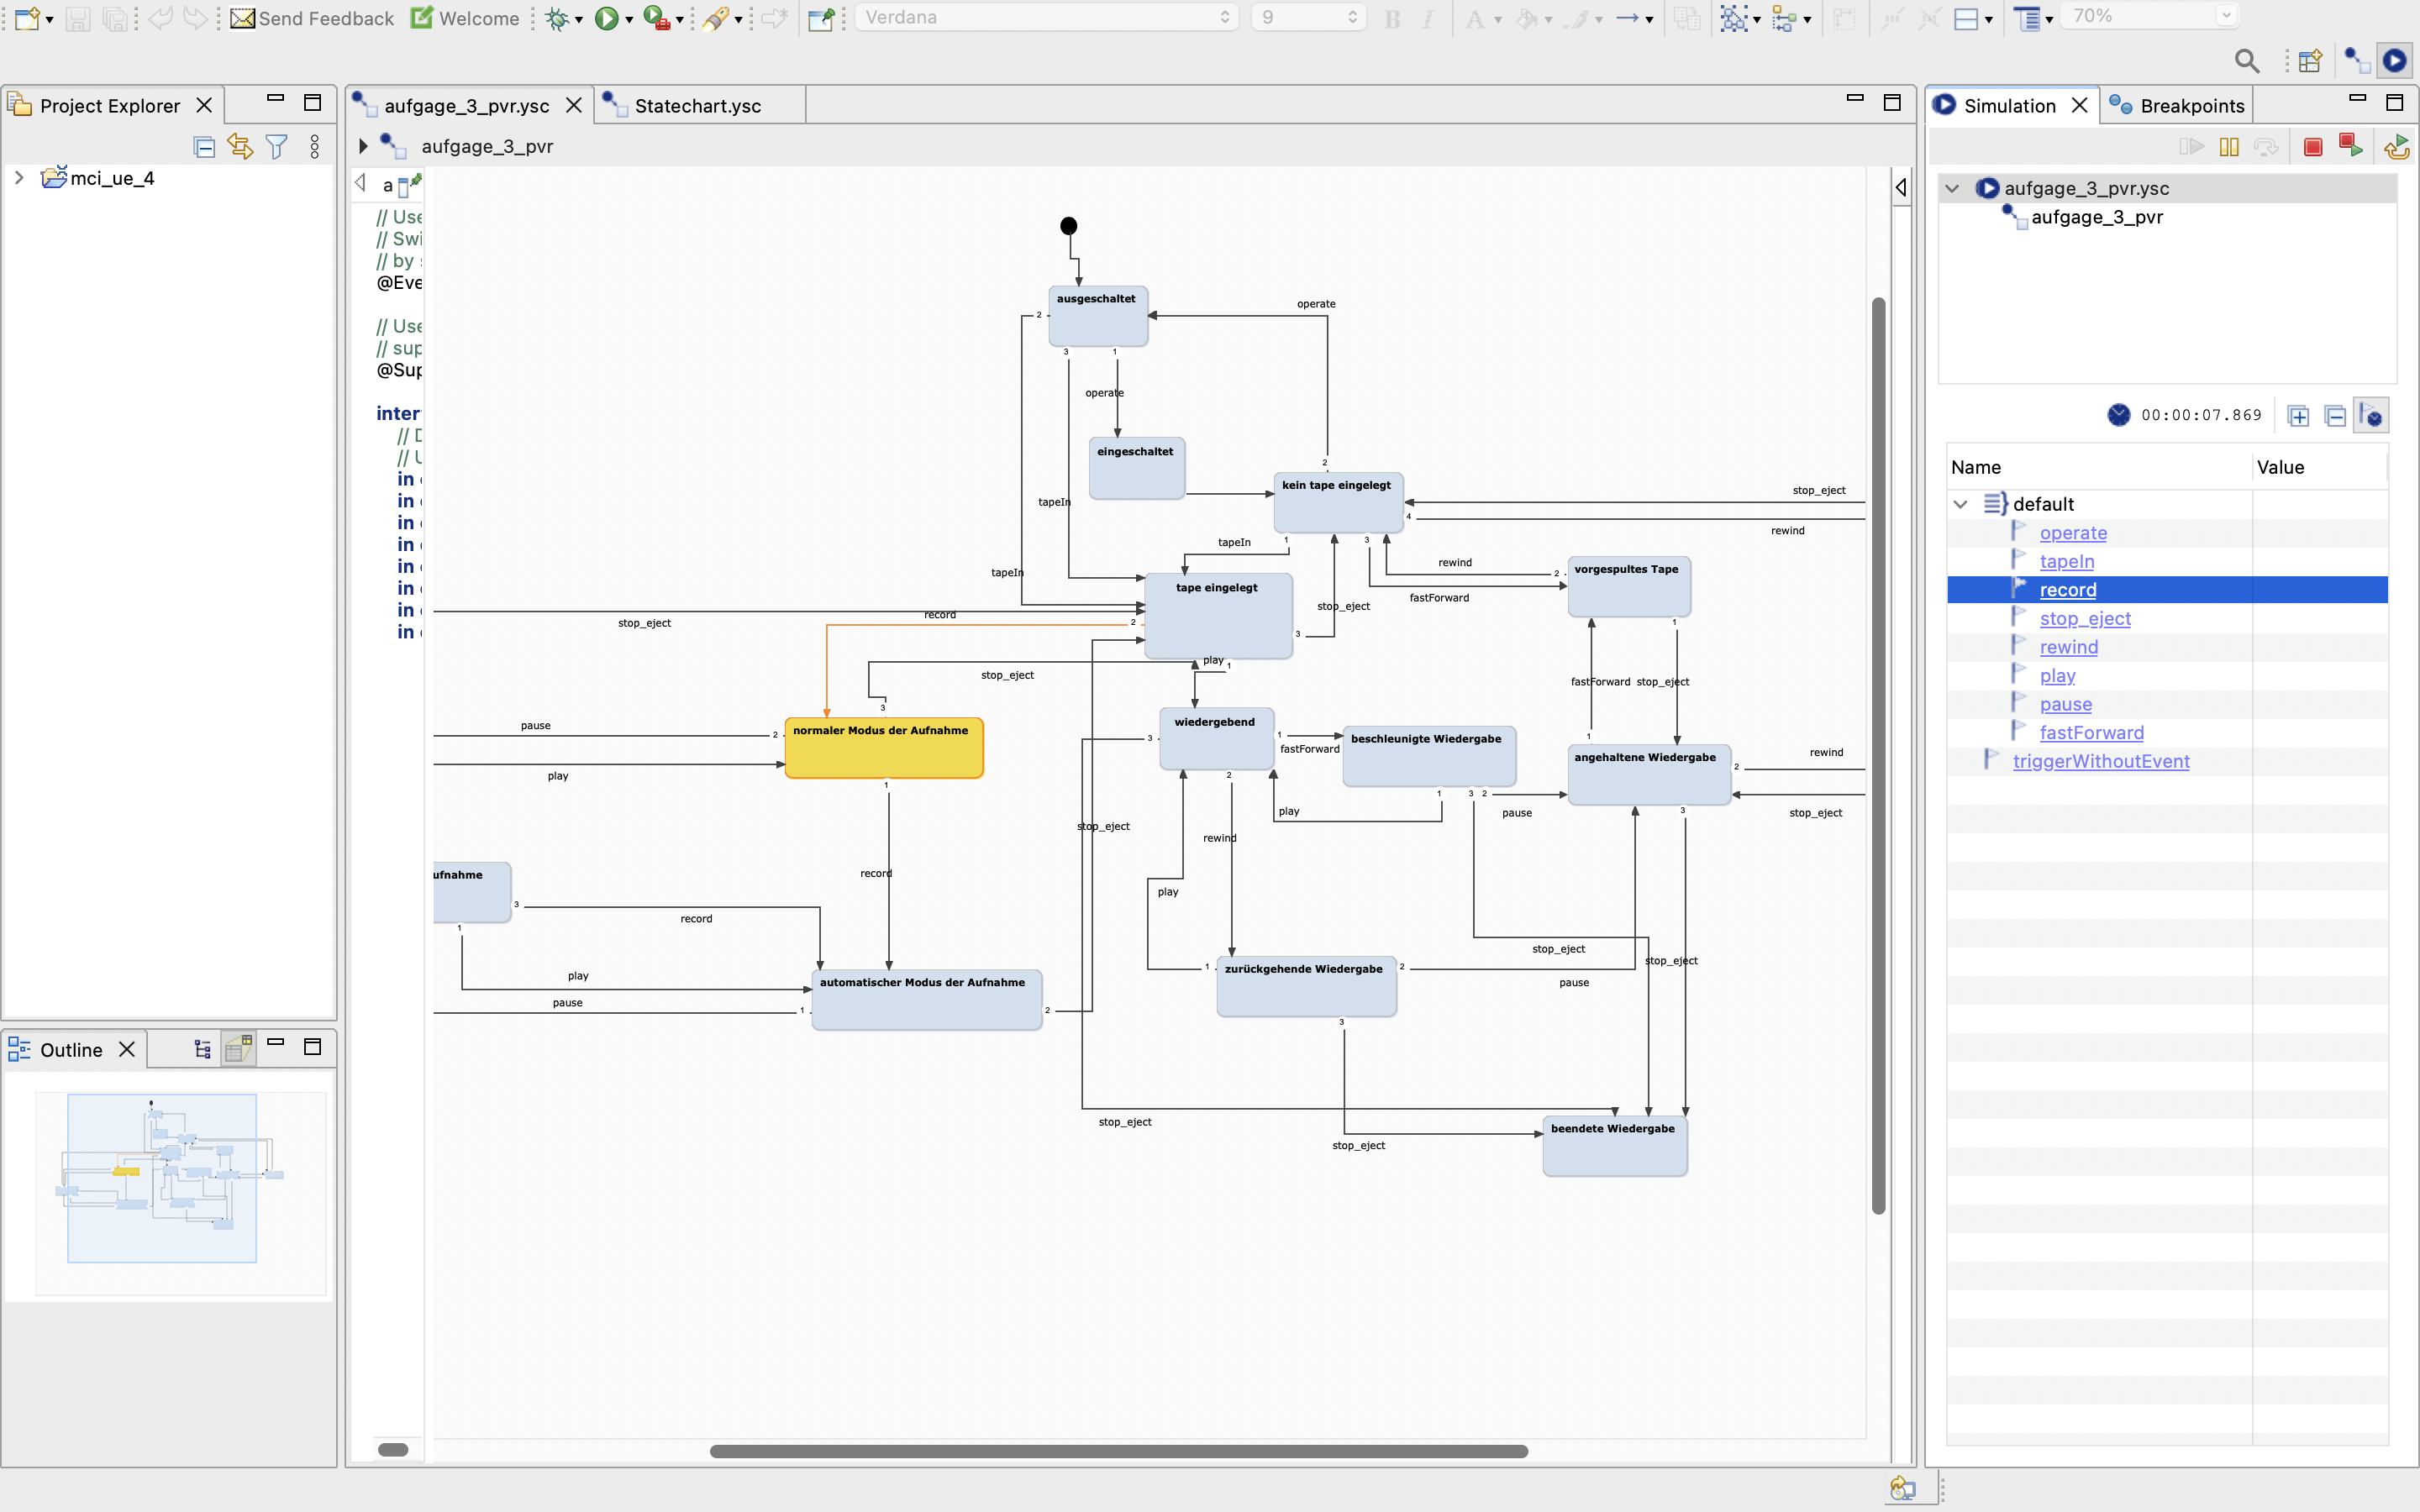 Send Feedback
Welcome
Verdana
9
B
I
A
70%
Project Explorer
aufgage_3_pvr.ysc
Statechart.ysc
Simulation
Breakpoints
aufgage_3_pvr
mci_ue_4
a
// Use
// Swi
// by
@Eve
// Use
// sup
@Sup
inter
//
//
in
in
in
in
in
in
in
in
ausgeschaltet
operate
2
3
1
operate
eingeschaltet
2
kein tape eingelegt
stop_eject
4
rewind
tapeIn
1
3
tapeIn
rewind
2
vorgespultes Tape
fastForward
tapeIn
tape eingelegt
stop_eject
record
2
stop_eject
3
1
play
1
stop_eject
fastForward
stop_eject
3
pause
2
normaler Modus der Aufnahme
play
1
3
wiedergebend
1
fastForward
beschleunigte Wiedergabe
1
angehaltene Wiedergabe
2
rewind
2
1
3
2
pause
play
3
stop_eject
stop_eject
rewind
record
play
ufnahme
3
record
1
play
pause
1
automatischer Modus der Aufnahme
2
1
zurückgehende Wiedergabe
2
pause
stop_eject
stop_eject
3
stop_eject
stop_eject
beendete Wiedergabe
Outline
aufgage_3_pvr.ysc
aufgage_3_pvr
00:00:07.869
Name
Value
default
operate
tapeIn
record
stop_eject
rewind
play
pause
fastForward
triggerWithoutEvent